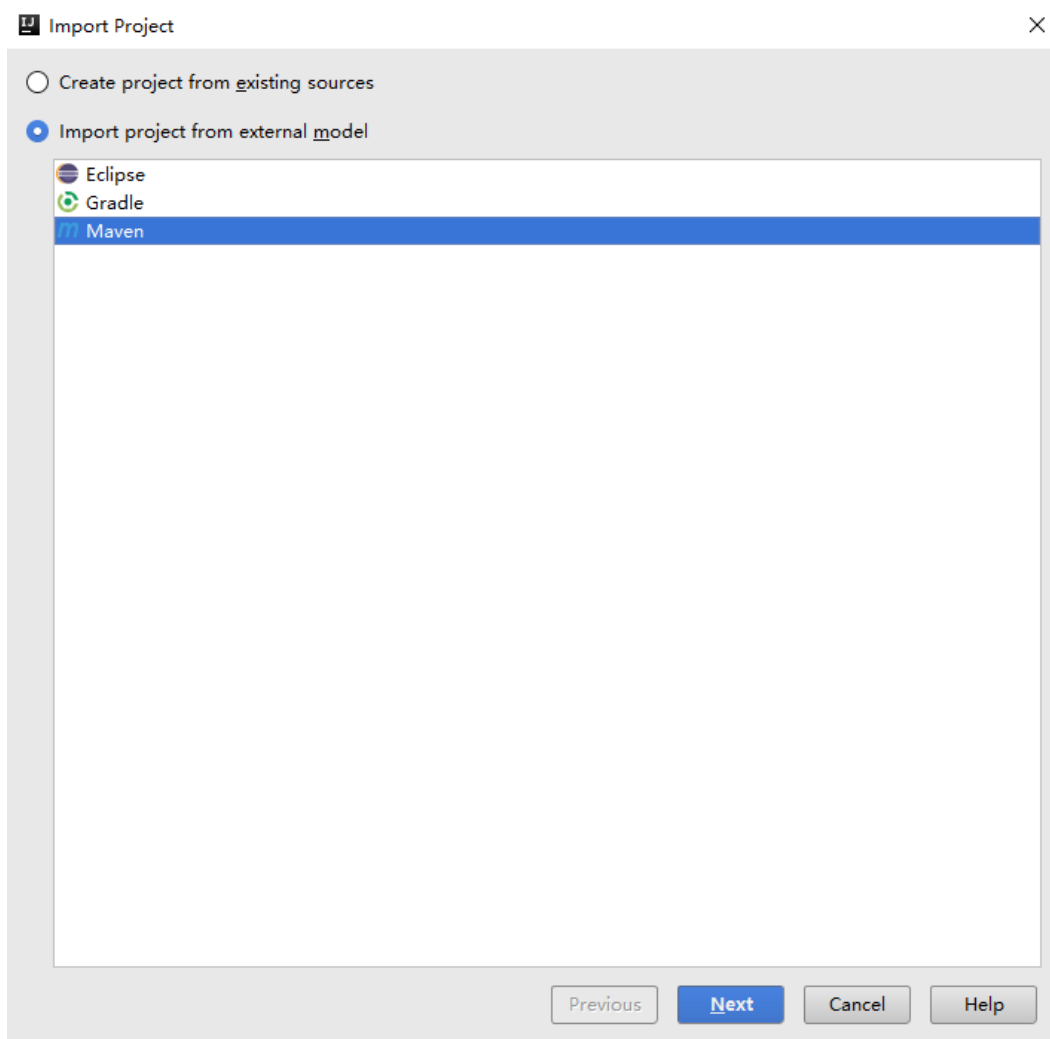 IJ Import Project
Create project from existing sources
Import project from external model
Eclipse
Gradle
m Maven
Previous Next Cancel Help